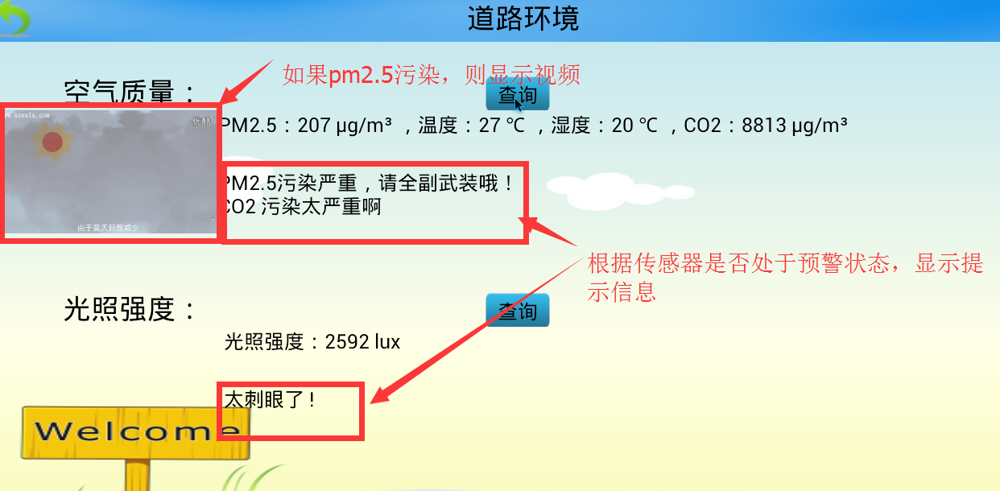 道路环境
如果pm2.5污染，则显示视频
空气质量：
查询
优酷
PM2.5：207 µg/m³ ，温度：27 ℃ ，湿度：20 ℃ ，CO2：8813 µg/m³
PM2.5污染严重，请全副武装哦！
CO2 污染太严重啊
由于雾天日照减少
根据传感器是否处于预警状态，显示提
示信息
光照强度：
查询
光照强度：2592 lux
太刺眼了！
Welcome